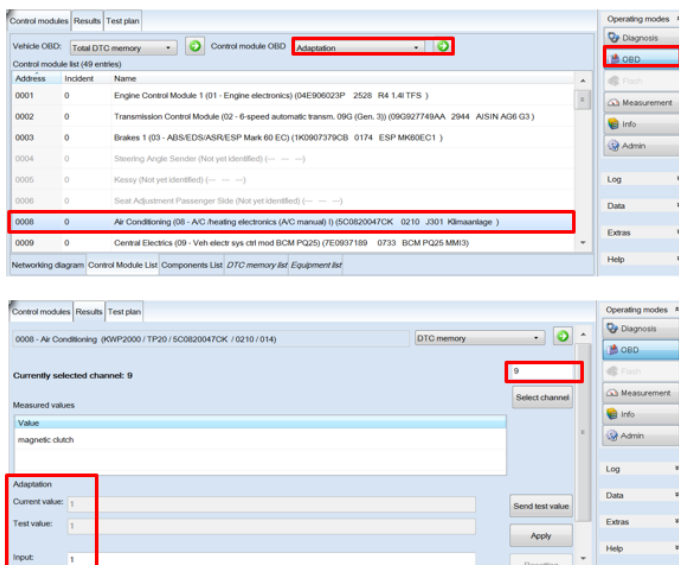 Control modules Results Test plan Operating modes
Vehicle OBD: Total DTC memory Control module OBD Adaptation Diagnosis
Control module list (49 entries) OBD
Address Incident Name Flash
0001 0 Engine Control Module 1 (01 - Engine electronics) (04E906023P 2528 R4 1.4l TFS ) Measurement
0002 0 Transmission Control Module (02 - 6-speed automatic transm. 09G (Gen. 3)) (09G927749AA 2944 AISIN AG6 G3 ) Info
0003 0 Brakes 1 (03 - ABS/EDS/ASR/ESP Mark 60 EC) (1K0907379CB 0174 ESP MK60EC1 ) Admin
0004 0 Steering Angle Sender (Not yet identified) (--- --- ---)
0005 0 Kessy (Not yet identified) (--- --- ---) Log
0006 0 Seat Adjustment Passenger Side (Not yet identified) (--- --- ---) Data
0008 0 Air Conditioning (08 - A/C /heating electronics (A/C manual) l) (5C0820047CK 0210 J301 Klimaanlage ) Extras
0009 0 Central Electrics (09 - Veh electr sys ctrl mod BCM PQ25) (7E0937189 0733 BCM PQ25 MMI3)
Networking diagram Control Module List Components List DTC memory list Equipment list Help
Control modules Results Test plan Operating modes
0008 - Air Conditioning (KWP2000 / TP20 / 5C0820047CK / 0210 / 014) DTC memory Diagnosis
OBD
Currently selected channel: 9 9 Flash
Select channel Measurement
Measured values
Value Info
magnetic clutch Admin
Log
Adaptation
Current value: 1 Send test value Data
Test value: 1 Extras
Apply
Input: 1 Help